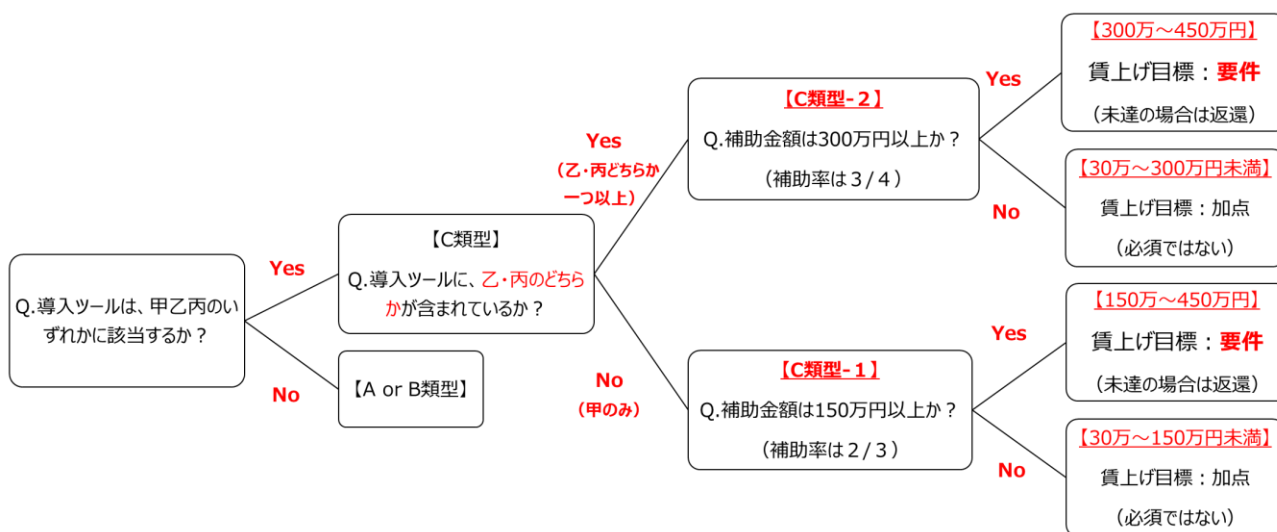 Q.導入ツールは、甲乙丙のい
ずれかに該当するか？
Yes
No
【C類型】
Q.導入ツールに、乙・丙のどちら
かが含まれているか？
【A or B類型】
Yes
（乙・丙どちらか
一つ以上）
No
（甲のみ）
【C類型-２】
Q.補助金額は300万円以上か？
（補助率は３/４）
Yes
No
【300万～450万円】
賃上げ目標：要件
（未達の場合は返還）
【30万～300万円未満】
賃上げ目標：加点
（必須ではない）
【C類型-１】
Q.補助金額は150万円以上か？
（補助率は２/３）
Yes
No
【150万～450万円】
賃上げ目標：要件
（未達の場合は返還）
【30万～150万円未満】
賃上げ目標：加点
（必須ではない）